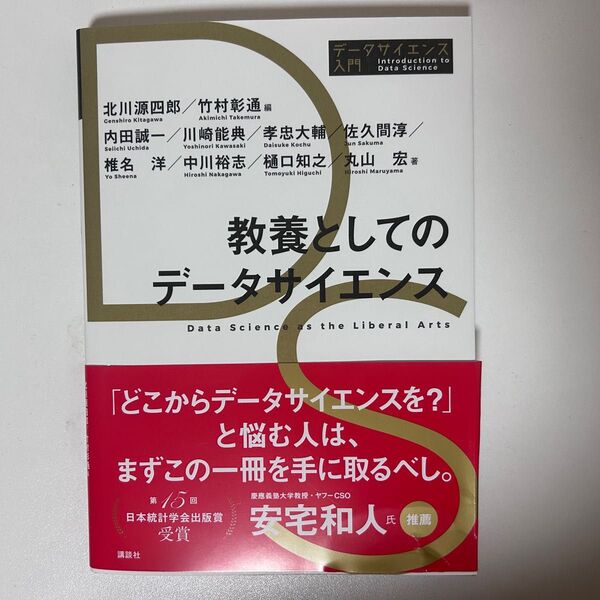 データサイエンス
入門 Introduction to
Data Science
北川源四郎／竹村彰通 編
Genshiro Kitagawa Akimichi Takemura
内田誠一／川崎能典／孝忠大輔／佐久間淳／
Seiichi Uchida Yoshinori Kawasaki Daisuke Kochu Jun Sakuma
椎名 洋／中川裕志／樋口知之／丸山 宏 著
Yo Sheena Hiroshi Nakagawa Tomoyuki Higuchi Hiroshi Maruyama
教養としての
データサイエンス
Data Science as the Liberal Arts
「どこからデータサイエンスを?」
と悩む人は、
まずこの一冊を手に取るべし。
第15回
日本統計学会出版賞
受賞
慶應義塾大学教授・ヤフーCSO
安宅和人氏 推薦
講談社